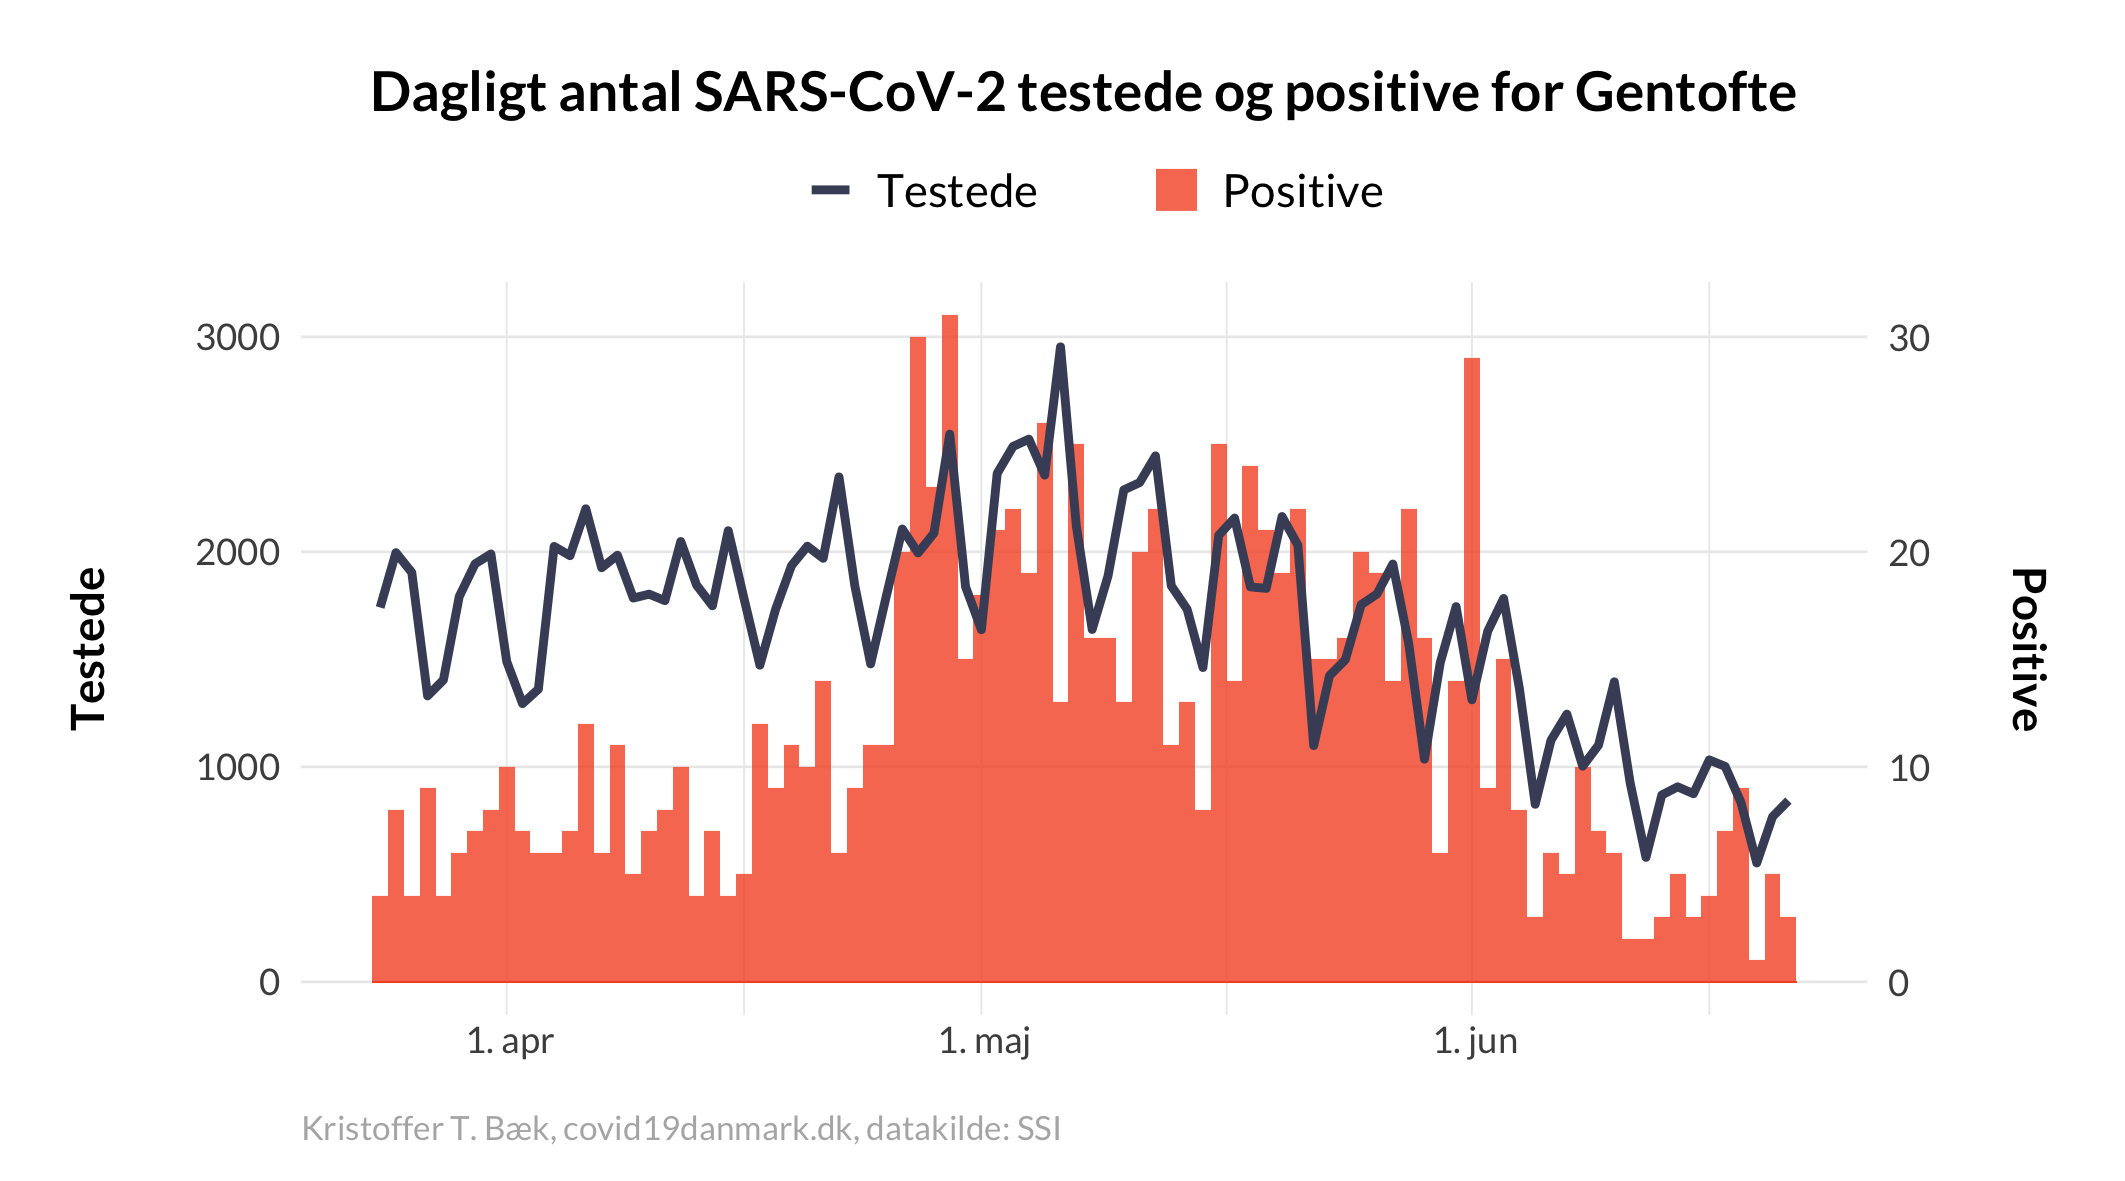 Dagligt antal SARS-CoV-2 testede og positive for Gentofte
Testede
Positive
3000
2000
1000
0
Testede
30
20
10
0
Positive
1. apr
1. maj
1. jun
Kristoffer T. Bæk, covid19danmark.dk, datakilde: SSI